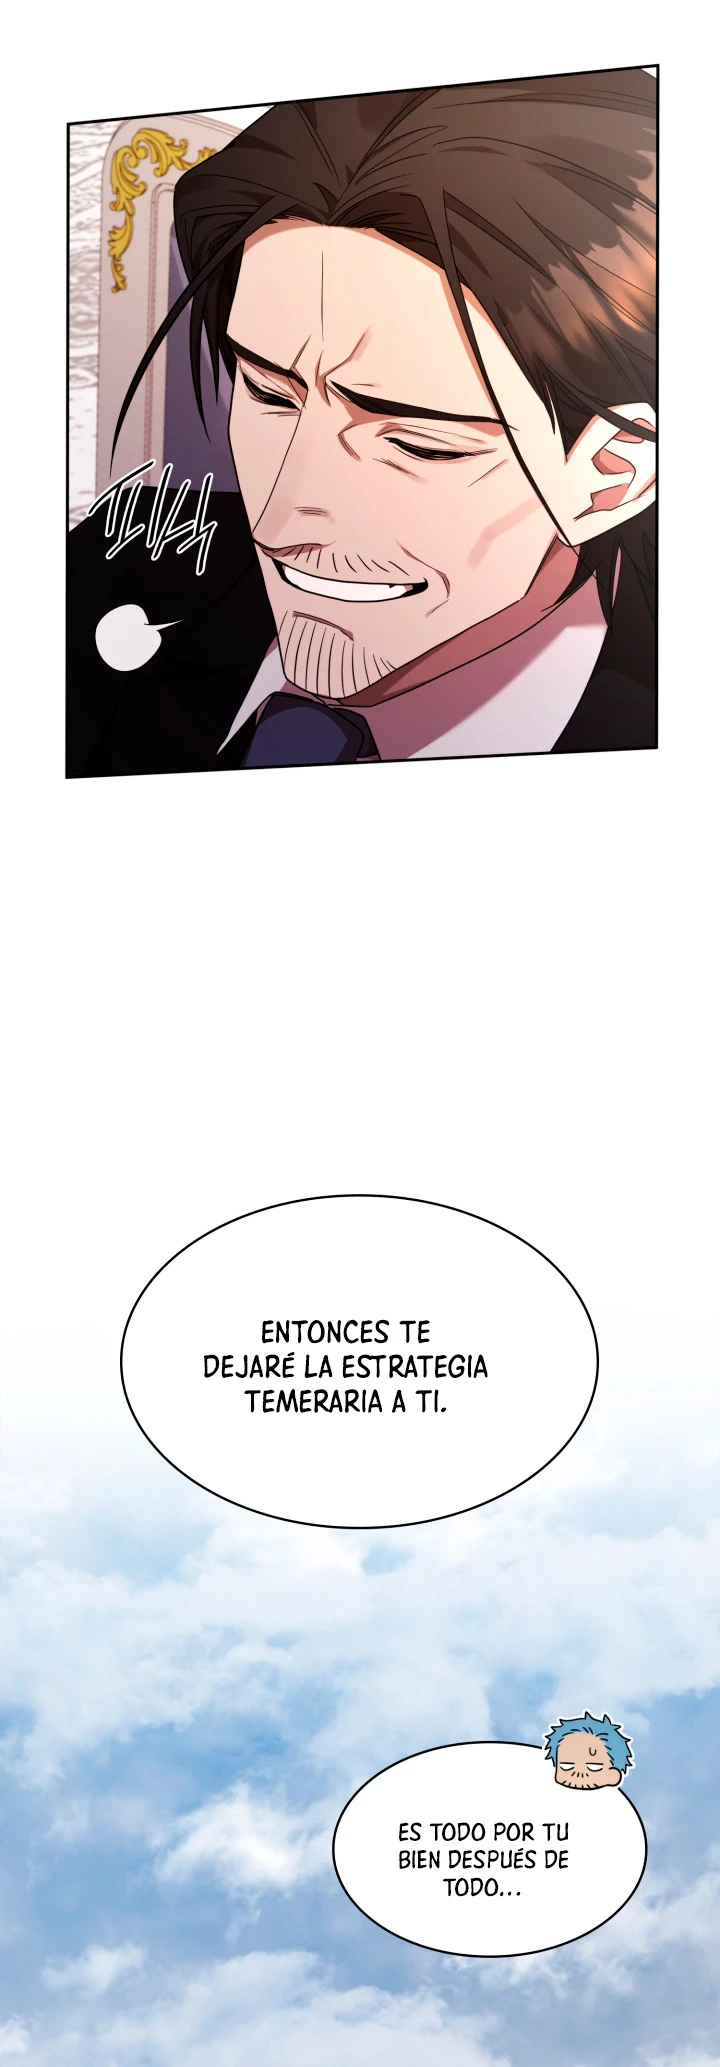 ENTONCES TE
DEJARÉ LA ESTRATEGIA
TEMERARIA A TI.
ES TODO POR TU
BIEN DESPUÉS DE
TODO...